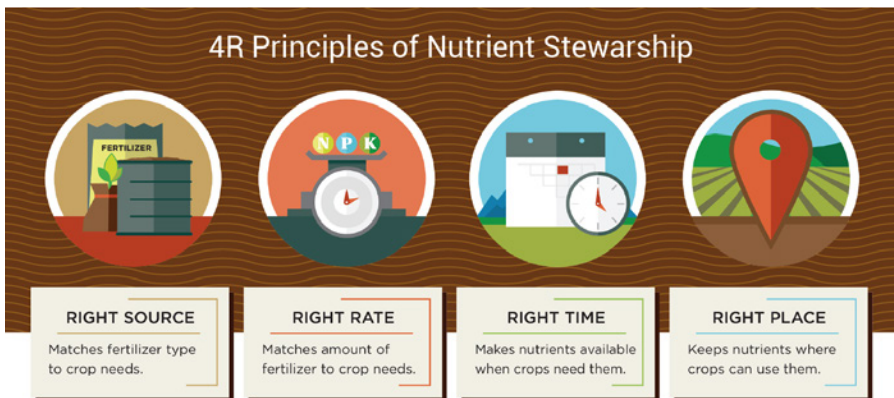 4R Principles of Nutrient Stewarship
FERTILIZER
N P K
RIGHT SOURCE
Matches fertilizer type
to crop needs.
RIGHT RATE
Matches amount of
fertilizer to crop needs.
RIGHT TIME
Makes nutrients available
when crops need them.
RIGHT PLACE
Keeps nutrients where
crops can use them.